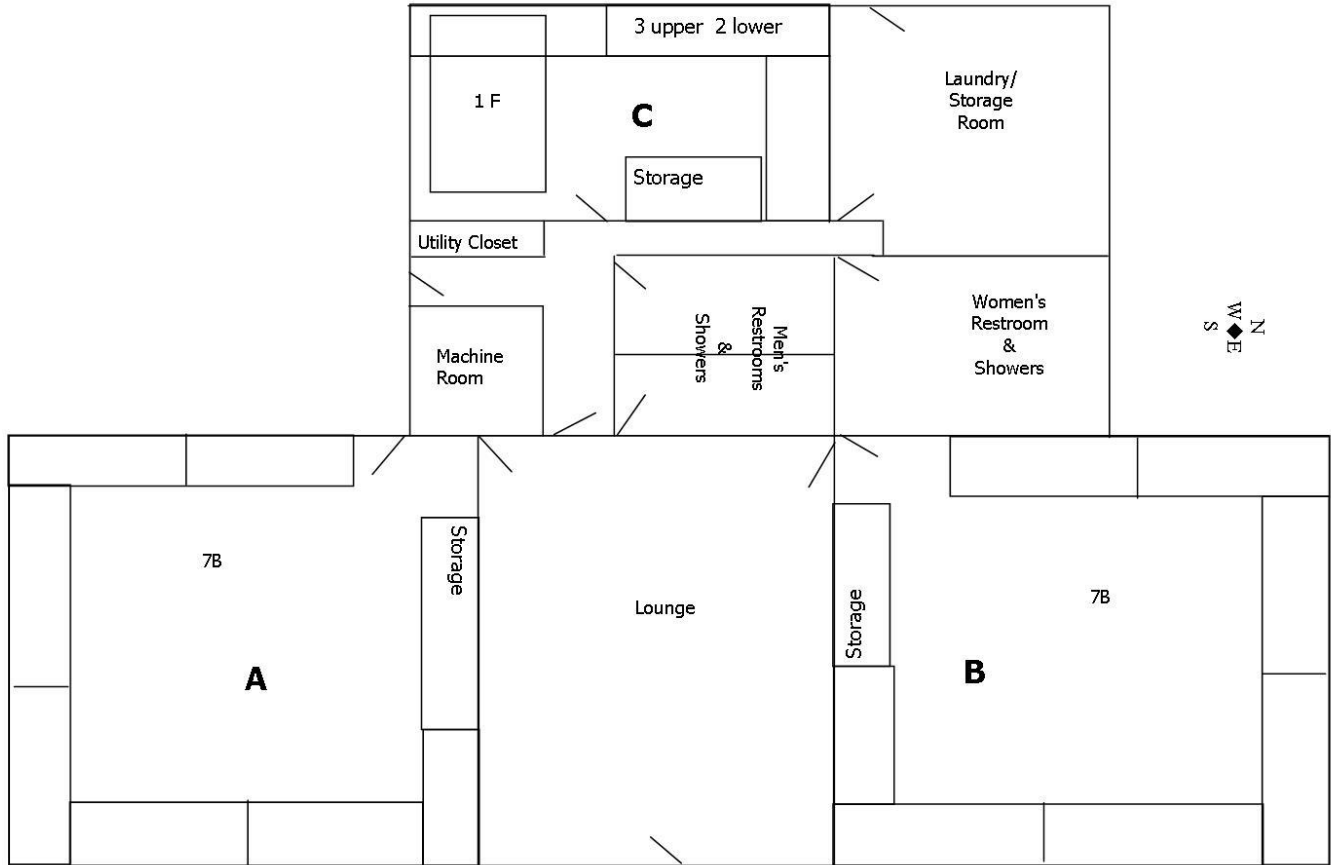 3 upper 2 lower
1 F
C
Storage
Laundry/
Storage
Room
Utility Closet
Machine
Room
Men's
Restrooms
&
Showers
Women's
Restroom
&
Showers
N
W◆E
S
7B
A
Storage
Lounge
Storage
7B
B